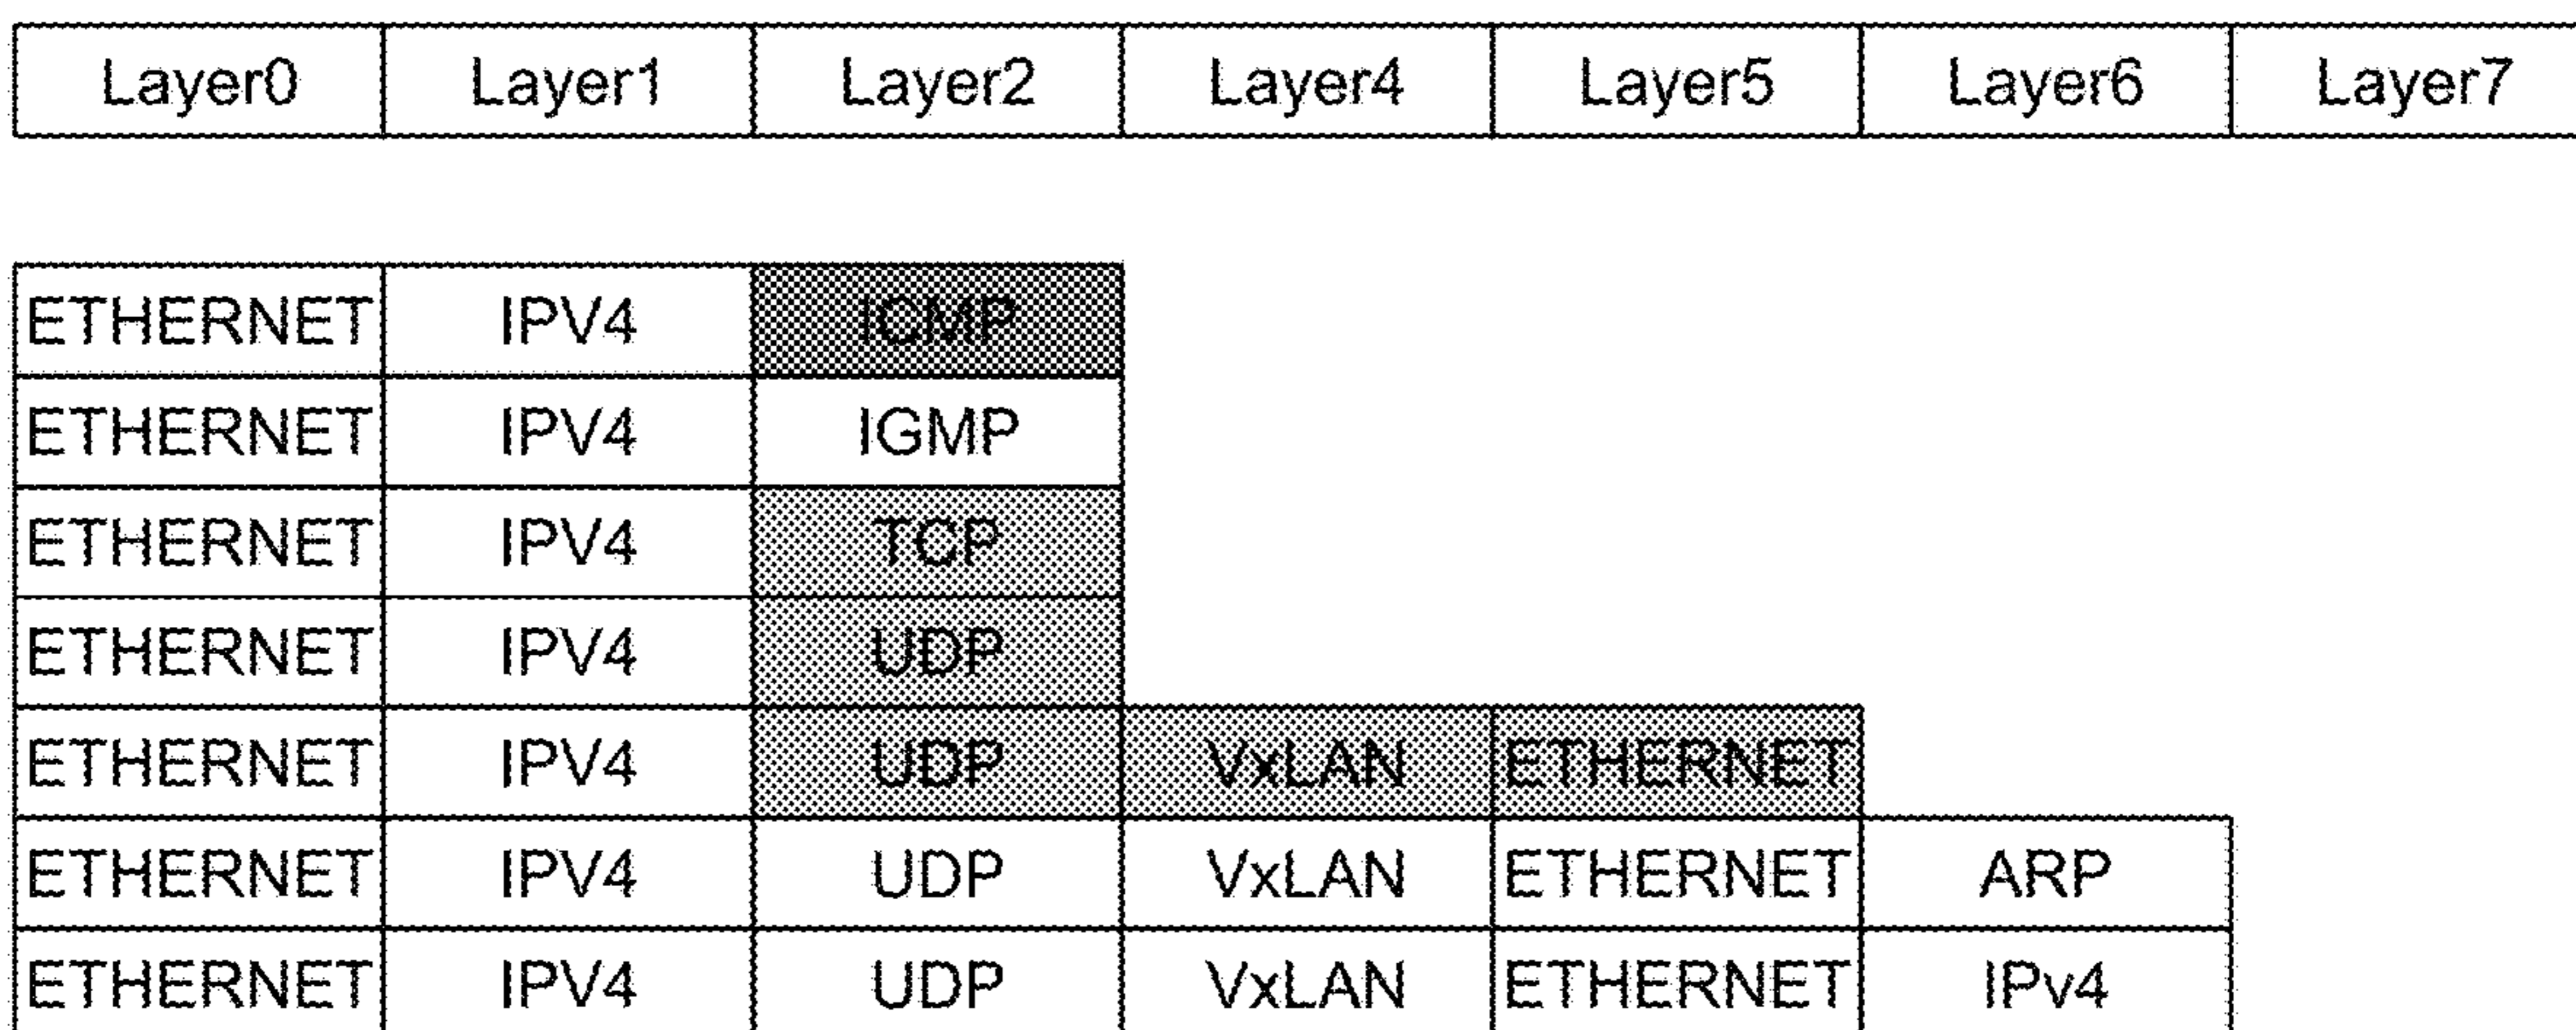 Layer0 Layer1 Layer2 Layer4 Layer5 Layer6 Layer7
ETHERNET IPV4 ICMP
ETHERNET IPV4 IGMP
ETHERNET IPV4 TCP
ETHERNET IPV4 UDP
ETHERNET IPV4 UDP VxLAN ETHERNET
ETHERNET IPV4 UDP VxLAN ETHERNET ARP
ETHERNET IPV4 UDP VxLAN ETHERNET IPv4